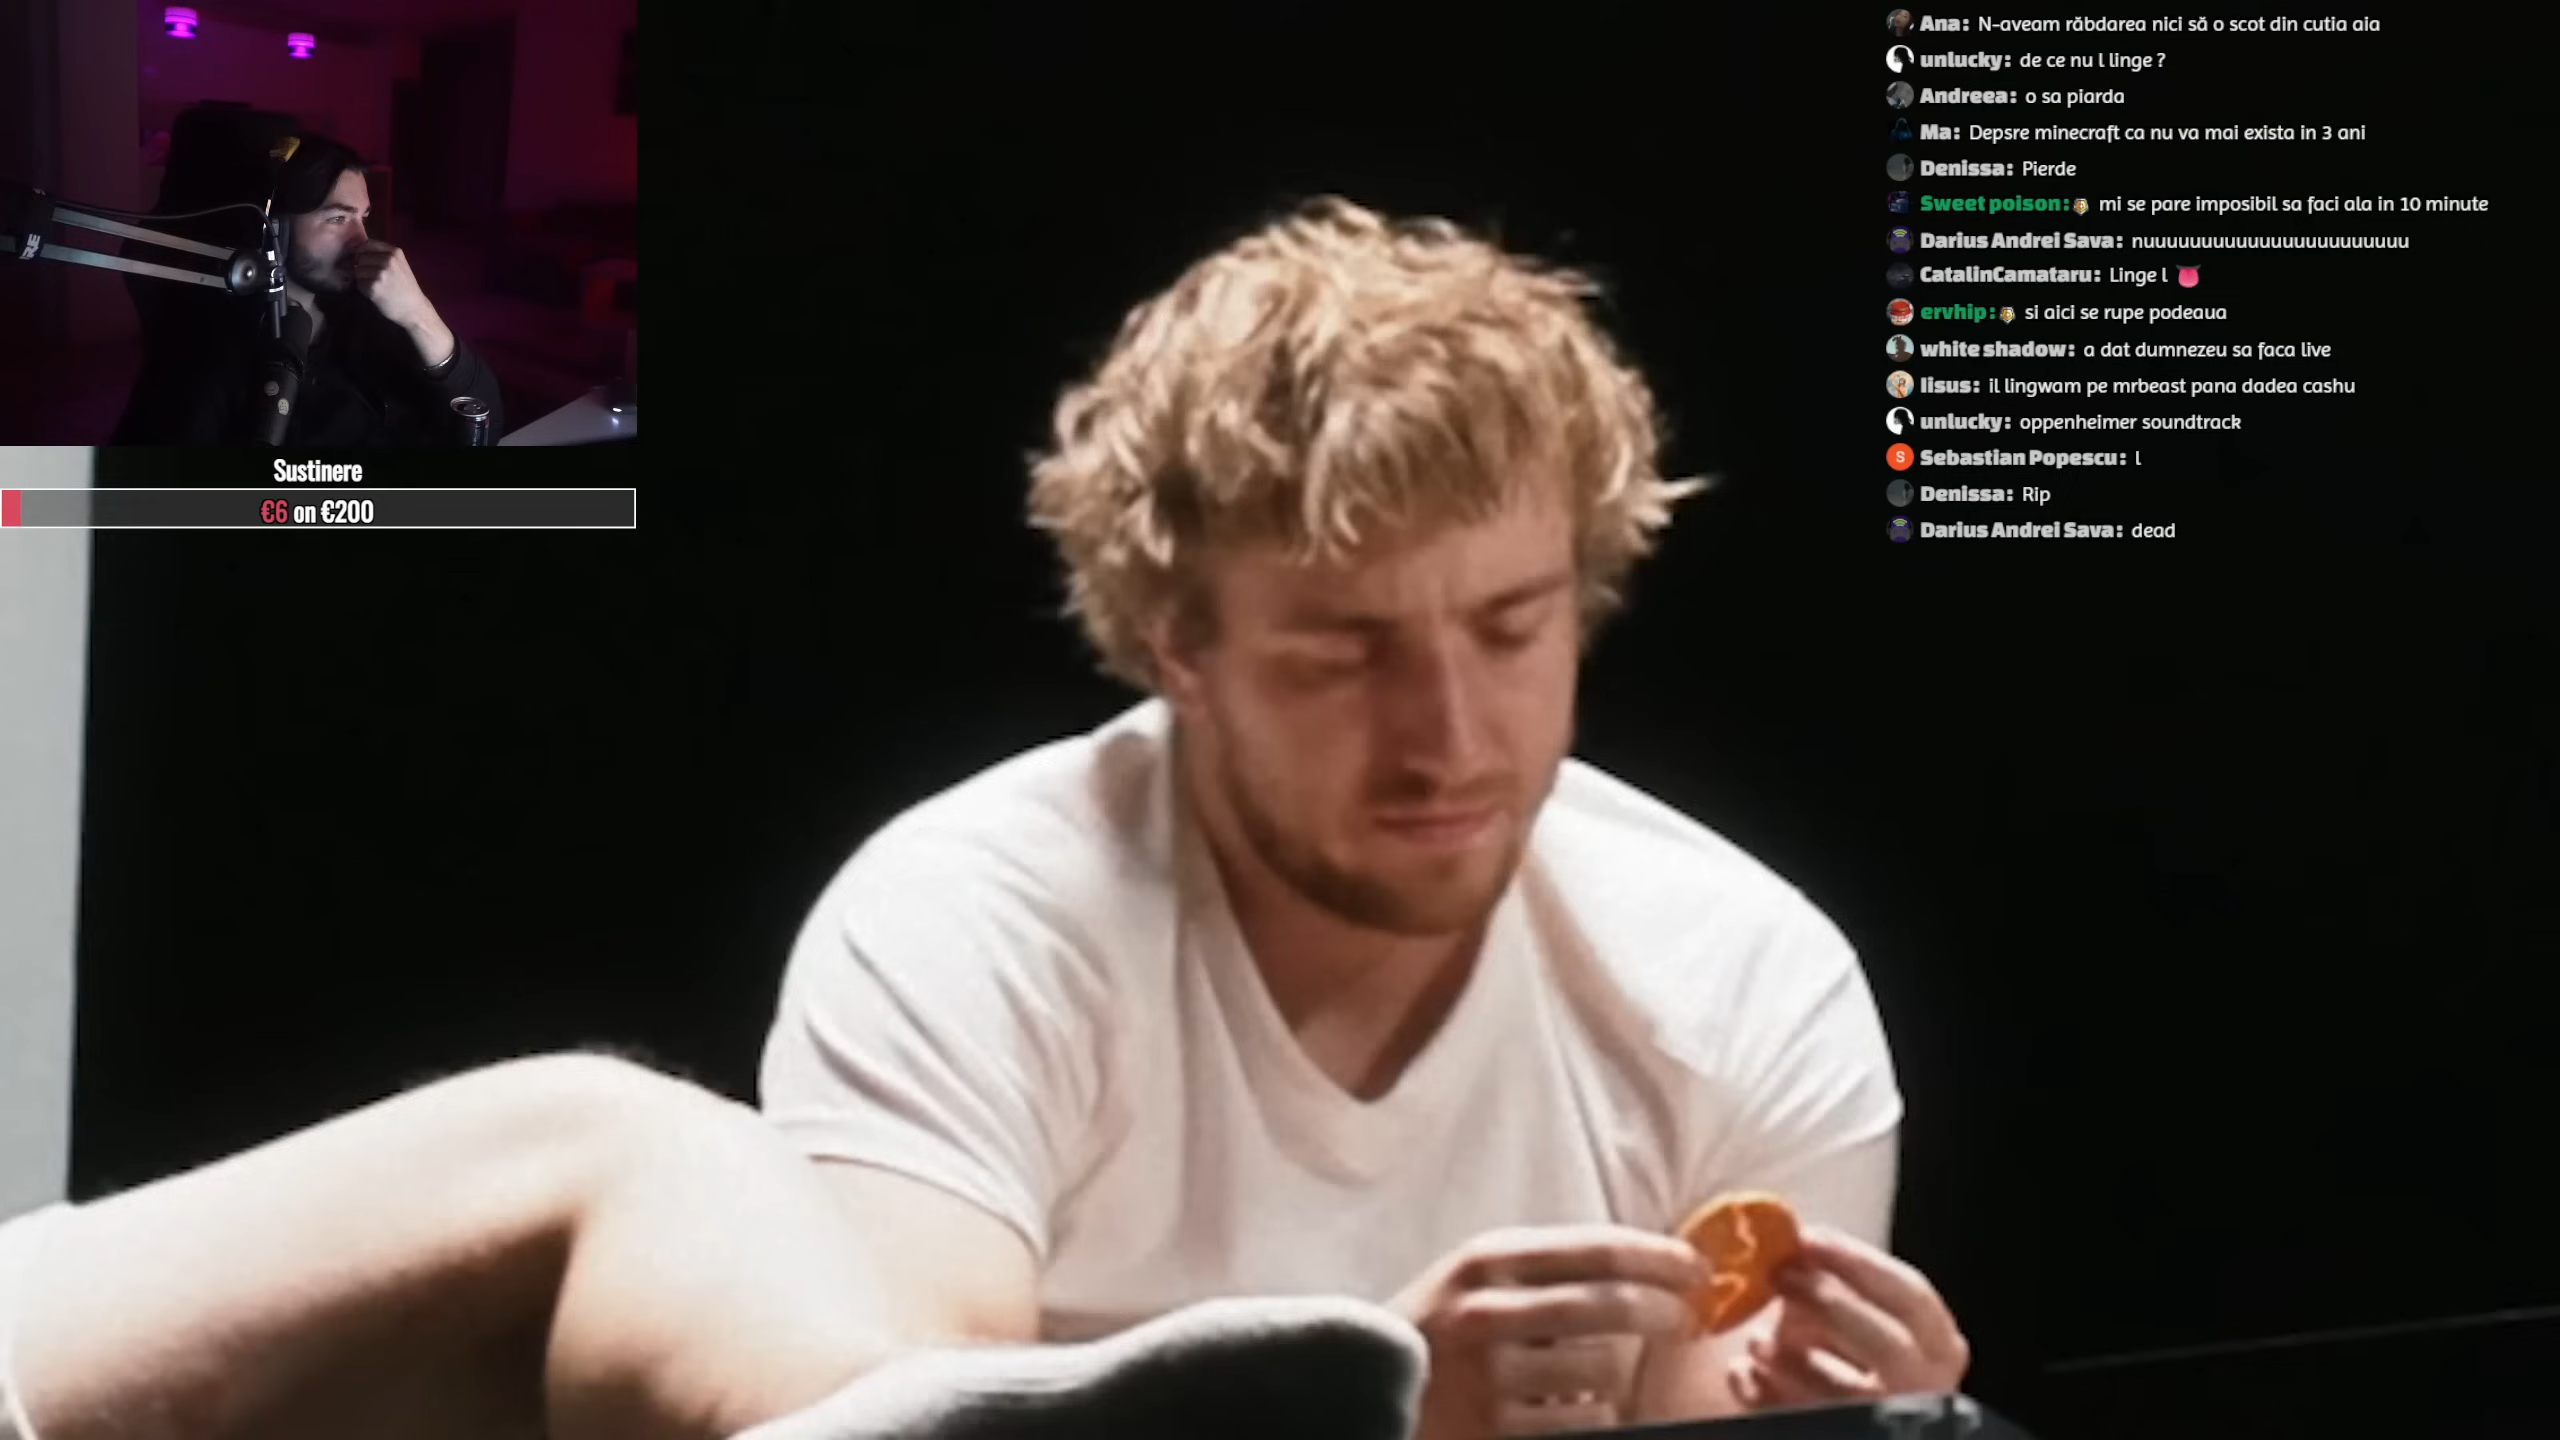 Ana: N-aveam răbdarea nici să o scot din cutia aia
unlucky: de ce nu l linge ?
Andreea: o sa piarda
Ma: Depsre minecraft ca nu va mai exista in 3 ani
Denissa: Pierde
Sweet poison: mi se pare imposibil sa faci ala in 10 minute
Darius Andrei Sava: nuuuuuuuuuuuuuuuuuuuuuuu
CatalinCamataru: Linge l 👅
ervhip: si aici se rupe podeaua
white shadow: a dat dumnezeu sa faca live
Iisus: il lingwam pe mrbeast pana dadea cashu
unlucky: oppenheimer soundtrack
S
Sebastian Popescu: l
Denissa: Rip
Darius Andrei Sava: dead
RE
Sustinere
€6 on €200